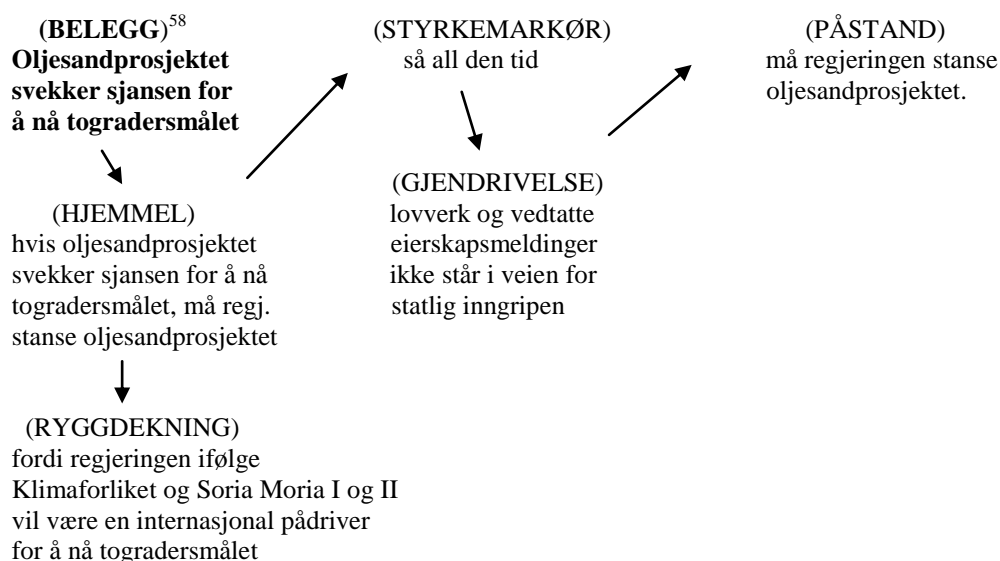 (BELEGG)58
Oljesandprosjektet
svekker sjansen for
å nå togradersmålet
(STYRKEMARKØR)
så all den tid
(PÅSTAND)
må regjeringen stanse
oljesandprosjektet.
(HJEMMEL)
hvis oljesandprosjektet
svekker sjansen for å nå
togradersmålet, må regj.
stanse oljesandprosjektet
(GJENDRIVELSE)
lovverk og vedtatte
eierskapsmeldinger
ikke står i veien for
statlig inngripen
(RYGGDEKNING)
fordi regjeringen ifølge
Klimaforliket og Soria Moria I og II
vil være en internasjonal pådriver
for å nå togradersmålet